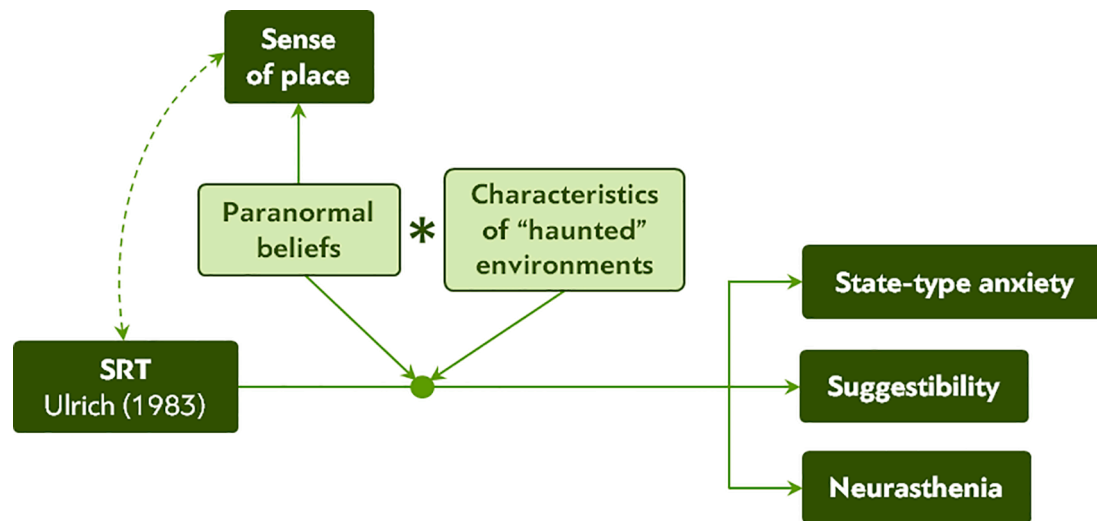 Sense
of place
Paranormal
beliefs
*
Characteristics
of “haunted”
environments
State-type anxiety
SRT
Ulrich (1983)
Suggestibility
Neurasthenia